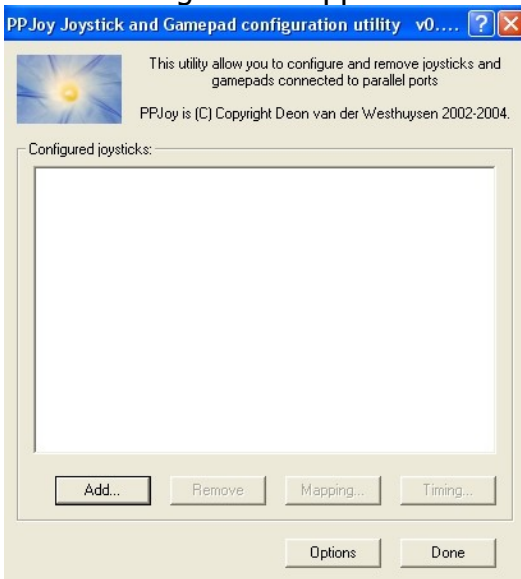 PPJoy Joystick and Gamepad configuration utility v0....
This utility allow you to configure and remove joysticks and
gamepads connected to parallel ports
PPJoy is (C) Copyright Deon van der Westhuysen 2002-2004.
Configured joysticks:
Add...
Remove
Mapping...
Timing...
Options
Done